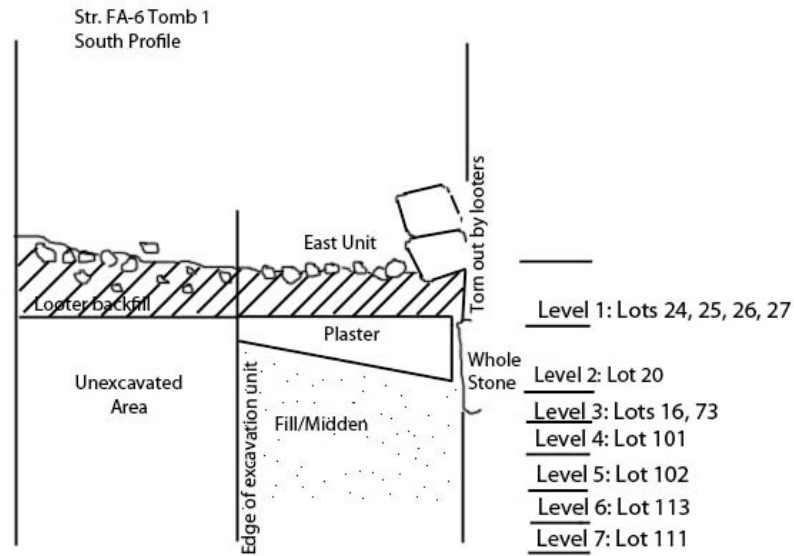 Str. FA-6 Tomb 1
South Profile
Torn out by looters
East Unit
Looter backfill
Level 1: Lots 24, 25, 26, 27
Plaster
Whole
Stone
Level 2: Lot 20
Unexcavated
Area
Edge of excavation unit
Fill/Midden
Level 3: Lots 16, 73
Level 4: Lot 101
Level 5: Lot 102
Level 6: Lot 113
Level 7: Lot 111